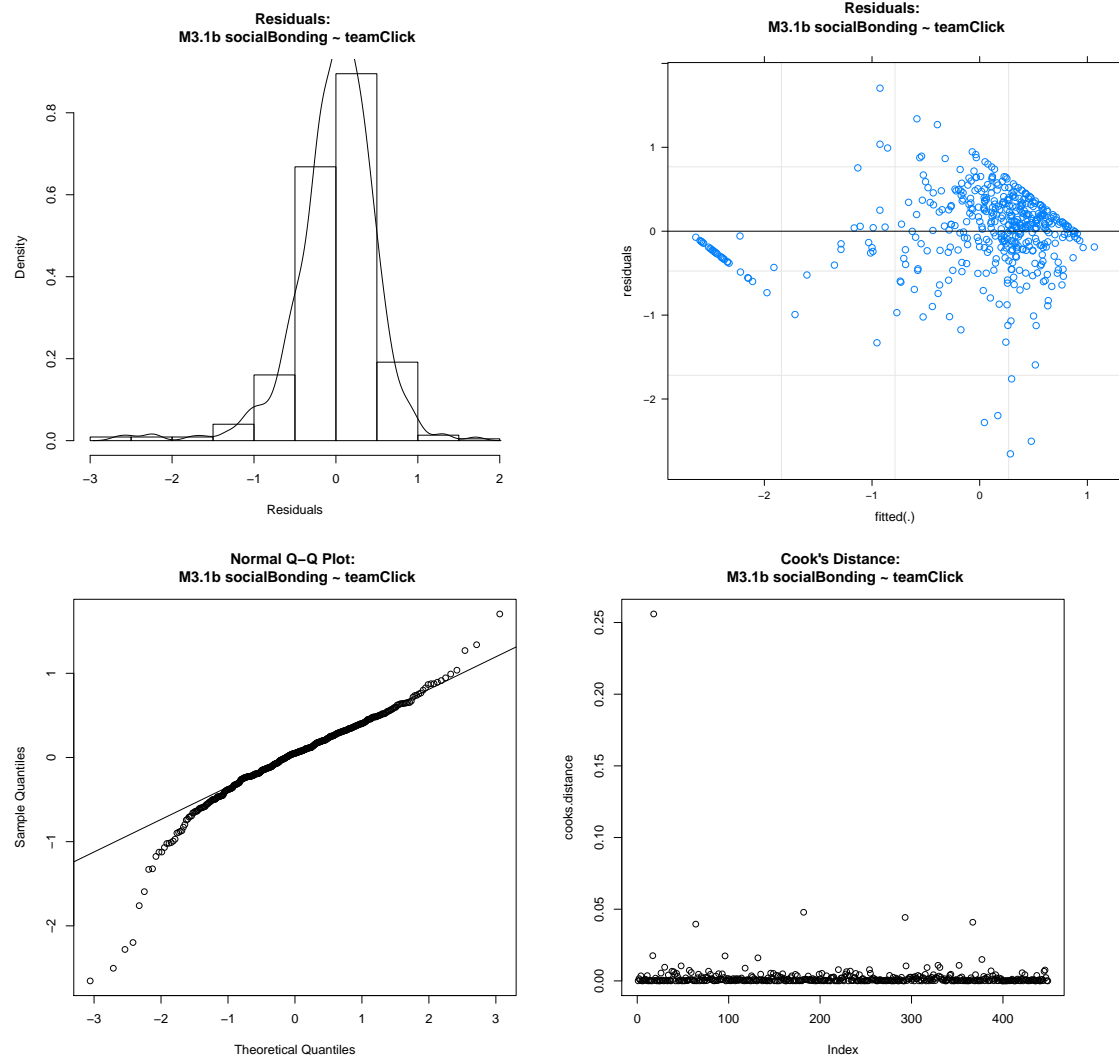 Residuals:
M3.1b socialBonding ~ teamClick
Density
0.0 0.2 0.4 0.6 0.8
−3 −2 −1 0 1 2
Residuals
Residuals:
M3.1b socialBonding ~ teamClick
residuals
−2 −1 0 1
−2 −1 0 1
fitted(.)
Normal Q−Q Plot:
M3.1b socialBonding ~ teamClick
Sample Quantiles
−2 −1 0 1
−3 −2 −1 0 1 2 3
Theoretical Quantiles
Cook's Distance:
M3.1b socialBonding ~ teamClick
cooks.distance
0.00 0.05 0.10 0.15 0.20 0.25
0 100 200 300 400
Index